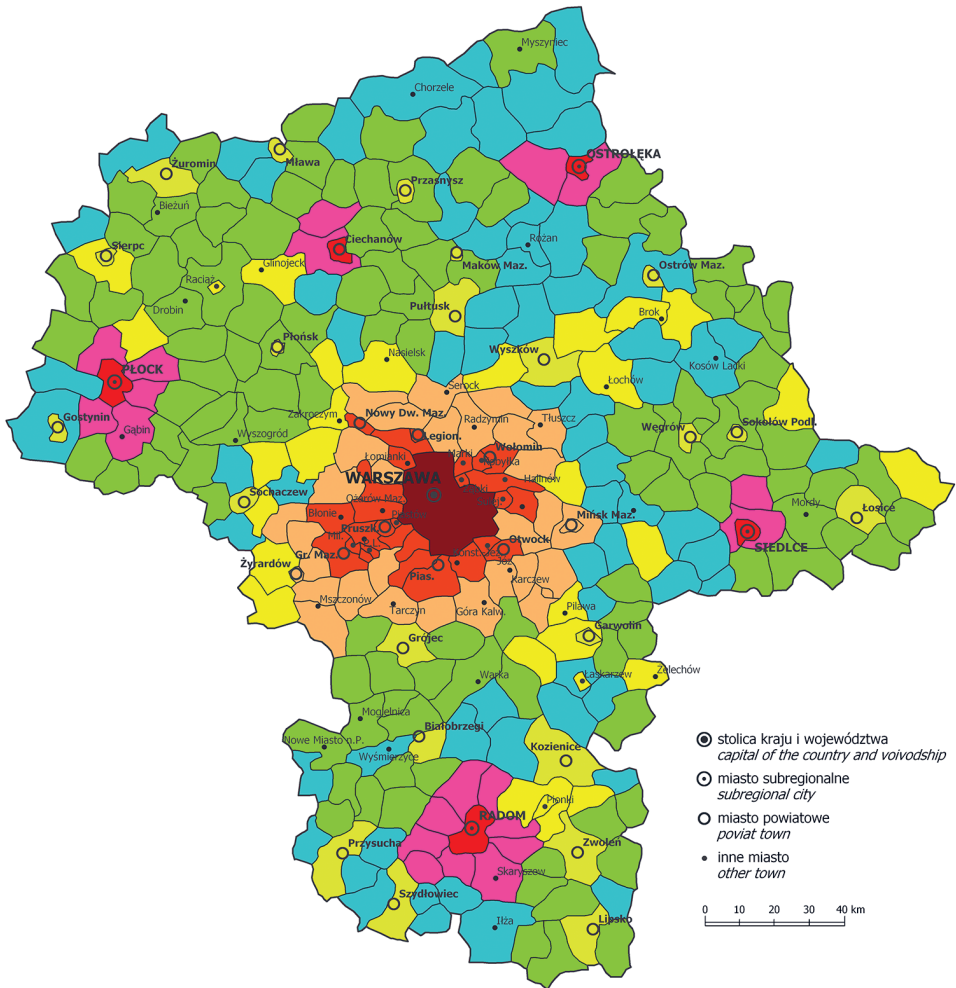 Myszyniec
Chorzele
OSTROŁĘKA
Mława
Żuromin
Przasnysz
Bieżuń
Ciechanów
Różan
Sierpc
Maków Maz.
Ostrów Maz.
Glinojeck
Raciąż
Drobin
Pułtusk
Brok
Płońsk
Wyszków
Nasielsk
Kosów Lacki
PŁOCK
Serock
Łochów
Zakroczym
Nowy Dw. Maz.
Radzymin
Tłuszcz
Gostynin
Gąbin
Wyszogród
Legion.
Węgrów
Sokołów Podl.
Łomianki
Marki
Wołomin
Kobyłka
WARSZAWA
Halinów
Sochaczew
Ożarów Maz.
Mordy
Łosice
Błonie
Pruszk.
Mińsk Maz.
Mil.
Otwock
SIEDLCE
Gr. Maz.
Konst.-Jez.
Józ.
Żyrardów
Pias.
Karczew
Mszczonów
Tarczyn
Góra Kalw.
Pilawa
Garwolin
Grójec
Warka
Łaskarzew
Żelechów
Mogielnica
Białobrzegi
Nowe Miasto n.P.
Wyśmierzyce
Kozienice
Pionki
RADOM
Przysucha
Zwoleń
Skaryszew
Szydłowiec
Iłża
Lipsko
stolica kraju i województwa
capital of the country and voivodship
miasto subregionalne
subregional city
miasto powiatowe
poviat town
inne miasto
other town
0 10 20 30 40 km